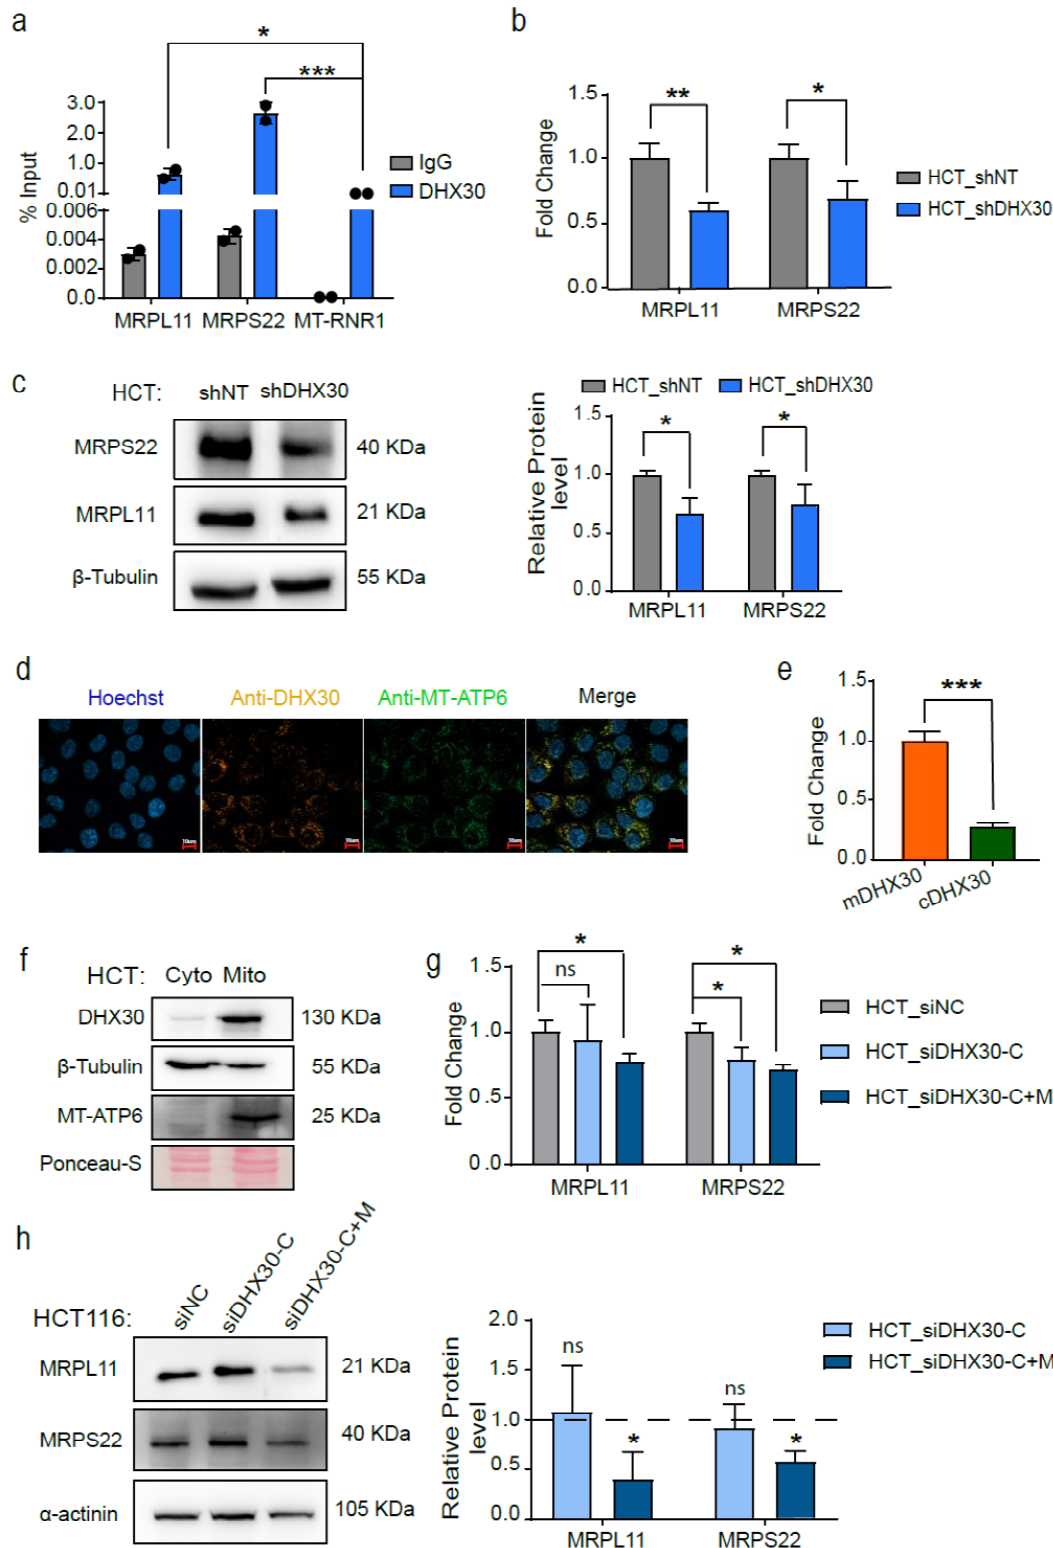 a
*
***
% Input
3.0
2.0
1.0
0.01
0.006
0.004
0.002
0.0
MRPL11 MRPS22 MT-RNR1
IgG
DHX30
b
Fold Change
1.5
1.0
0.5
0.0
**
*
MRPL11 MRPS22
HCT_shNT
HCT_shDHX30
c
HCT: shNT shDHX30
MRPS22 40 KDa
MRPL11 21 KDa
β-Tubulin 55 KDa
HCT_shNT HCT_shDHX30
Relative Protein
level
1.5
1.0
0.5
0.0
*
*
MRPL11 MRPS22
d
Hoechst Anti-DHX30 Anti-MT-ATP6 Merge
10um 10um 10um 10um
e
Fold Change
1.5
1.0
0.5
0.0
***
mDHX30 cDHX30
f
HCT: Cyto Mito
DHX30 130 KDa
β-Tubulin 55 KDa
MT-ATP6 25 KDa
Ponceau-S
g
Fold Change
1.5
1.0
0.5
0.0
*
ns
*
*
MRPL11 MRPS22
HCT_siNC
HCT_siDHX30-C
HCT_siDHX30-C+M
h
HCT116: siNC siDHX30-C siDHX30-C+M
MRPL11 21 KDa
MRPS22 40 KDa
α-actinin 105 KDa
Relative Protein
level
2.0
1.5
1.0
0.5
0.0
ns
*
ns
*
MRPL11 MRPS22
HCT_siDHX30-C
HCT_siDHX30-C+M